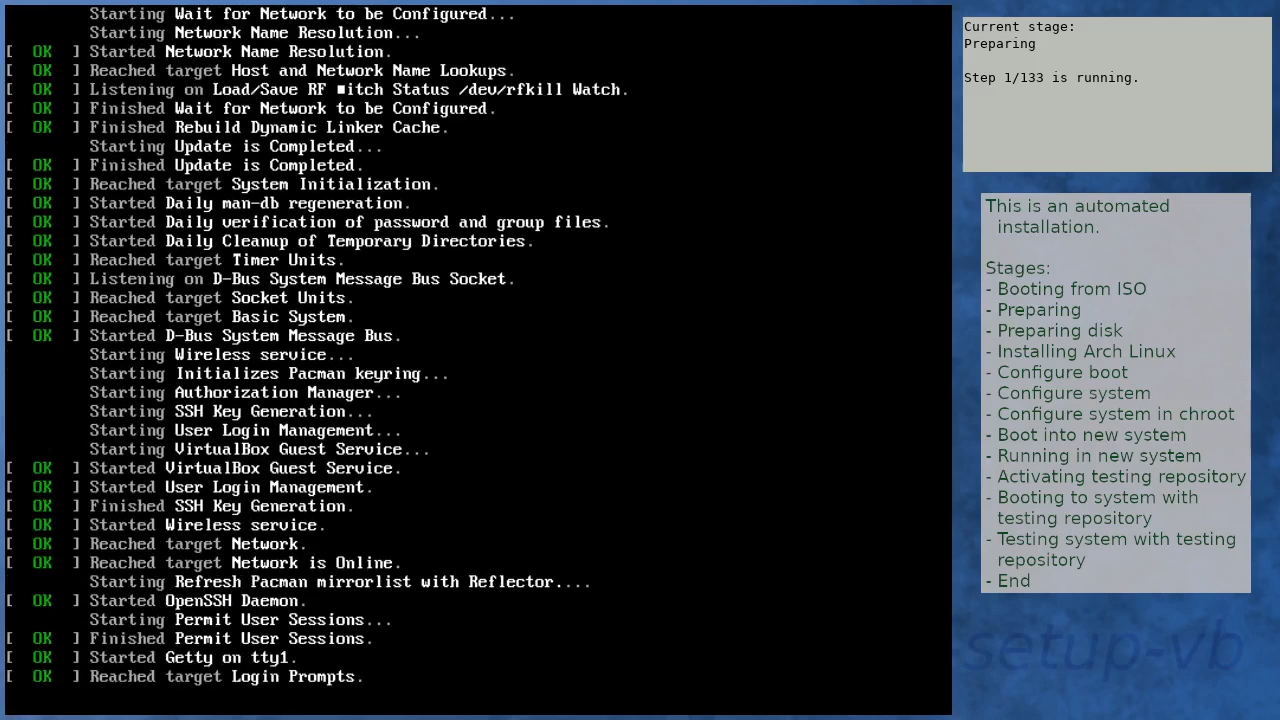 Starting Wait for Network to be Configured...
Starting Network Name Resolution...
[  OK  ] Started Network Name Resolution.
[  OK  ] Reached target Host and Network Name Lookups.
[  OK  ] Listening on Load/Save RF ■itch Status /dev/rfkill Watch.
[  OK  ] Finished Wait for Network to be Configured.
[  OK  ] Finished Rebuild Dynamic Linker Cache.
Starting Update is Completed...
[  OK  ] Finished Update is Completed.
[  OK  ] Reached target System Initialization.
[  OK  ] Started Daily man-db regeneration.
[  OK  ] Started Daily verification of password and group files.
[  OK  ] Started Daily Cleanup of Temporary Directories.
[  OK  ] Reached target Timer Units.
[  OK  ] Listening on D-Bus System Message Bus Socket.
[  OK  ] Reached target Socket Units.
[  OK  ] Reached target Basic System.
[  OK  ] Started D-Bus System Message Bus.
Starting Wireless service...
Starting Initializes Pacman keyring...
Starting Authorization Manager...
Starting SSH Key Generation...
Starting User Login Management...
Starting VirtualBox Guest Service...
[  OK  ] Started VirtualBox Guest Service.
[  OK  ] Started User Login Management.
[  OK  ] Finished SSH Key Generation.
[  OK  ] Started Wireless service.
[  OK  ] Reached target Network.
[  OK  ] Reached target Network is Online.
Starting Refresh Pacman mirrorlist with Reflector....
[  OK  ] Started OpenSSH Daemon.
Starting Permit User Sessions...
[  OK  ] Finished Permit User Sessions.
[  OK  ] Started Getty on tty1.
[  OK  ] Reached target Login Prompts.
Current stage:
Preparing
Step 1/133 is running.
This is an automated
installation.
Stages:
- Booting from ISO
- Preparing
- Preparing disk
- Installing Arch Linux
- Configure boot
- Configure system
- Configure system in chroot
- Boot into new system
- Running in new system
- Activating testing repository
- Booting to system with
testing repository
- Testing system with testing
repository
- End
setup-vb